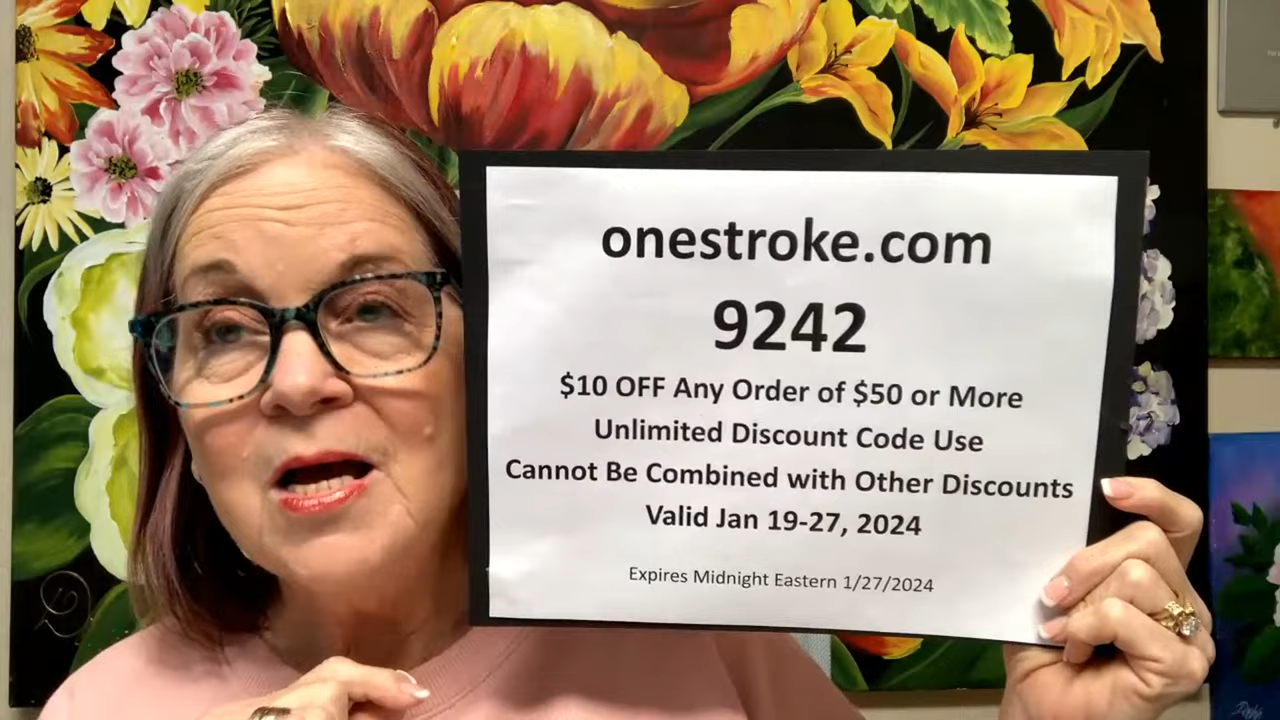 onestroke.com
9242
$10 OFF Any Order of $50 or More
Unlimited Discount Code Use
Cannot Be Combined with Other Discounts
Valid Jan 19-27, 2024
Expires Midnight Eastern 1/27/2024